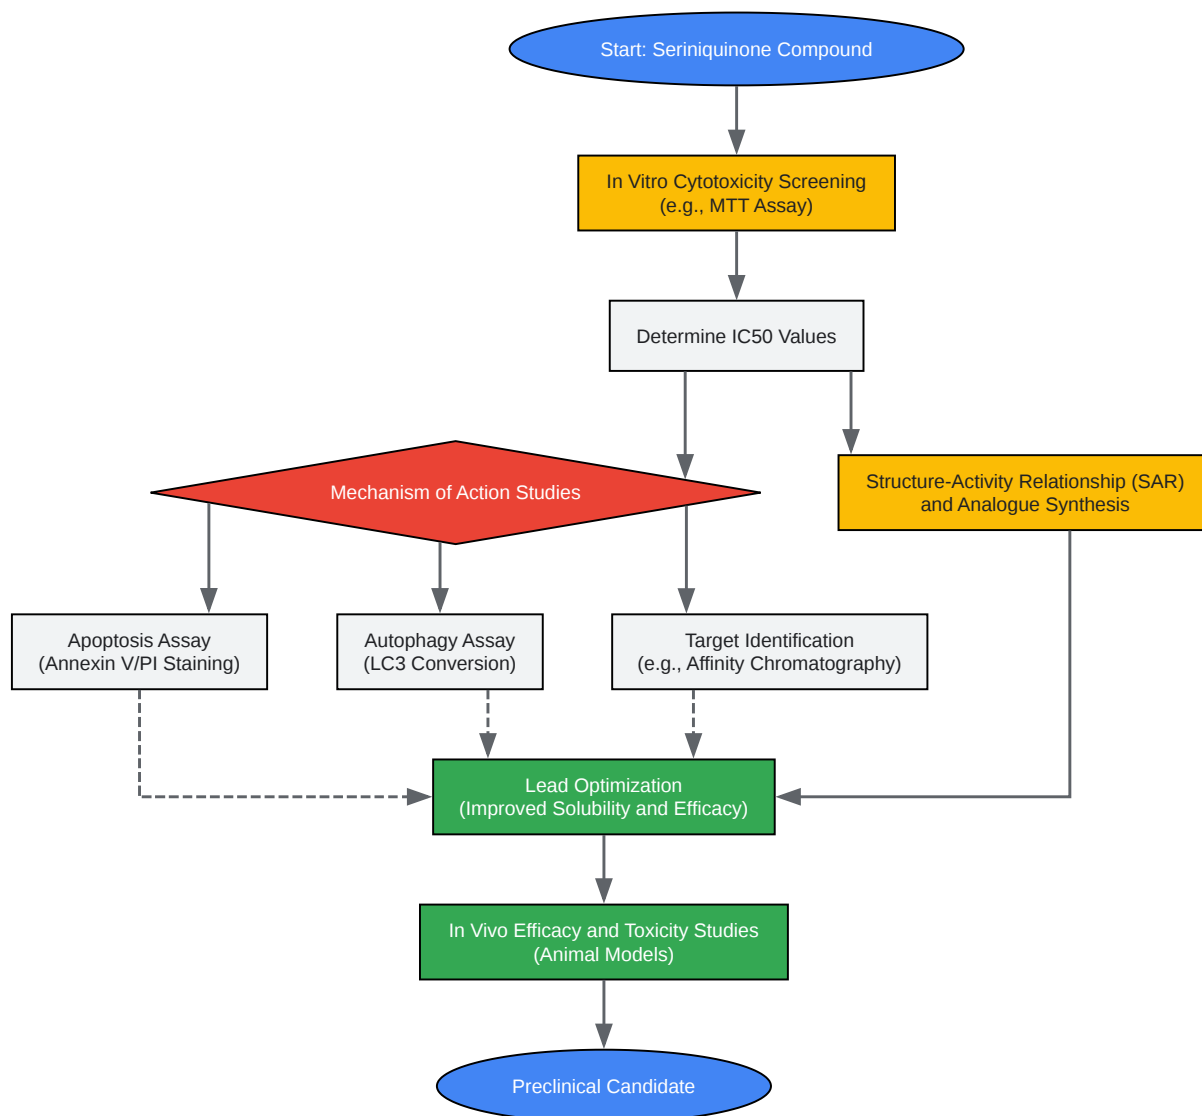 Start: Seriniquinone Compound
In Vitro Cytotoxicity Screening
(e.g., MTT Assay)
Determine IC50 Values
Mechanism of Action Studies
Structure-Activity Relationship (SAR)
and Analogue Synthesis
Apoptosis Assay
(Annexin V/PI Staining)
Autophagy Assay
(LC3 Conversion)
Target Identification
(e.g., Affinity Chromatography)
Lead Optimization
(Improved Solubility and Efficacy)
In Vivo Efficacy and Toxicity Studies
(Animal Models)
Preclinical Candidate